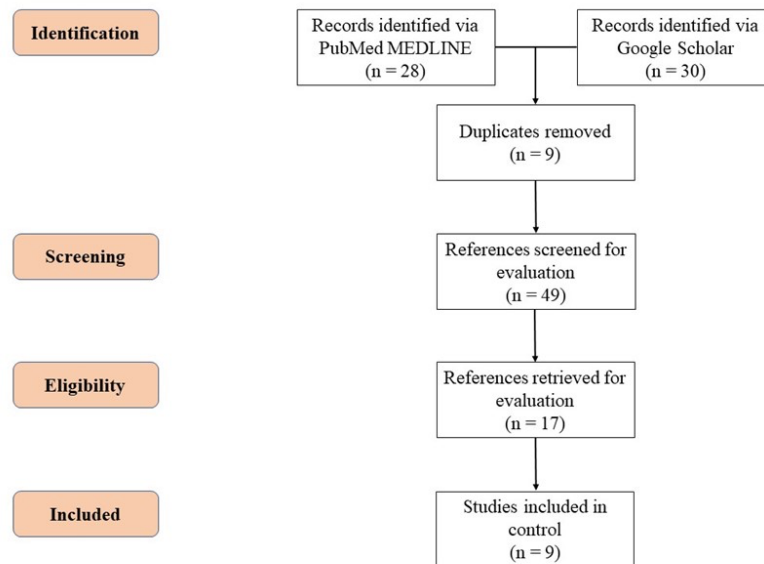 Identification
Records identified via
PubMed MEDLINE
(n = 28)
Records identified via
Google Scholar
(n = 30)
Duplicates removed
(n = 9)
Screening
References screened for
evaluation
(n = 49)
Eligibility
References retrieved for
evaluation
(n = 17)
Included
Studies included in
control
(n = 9)